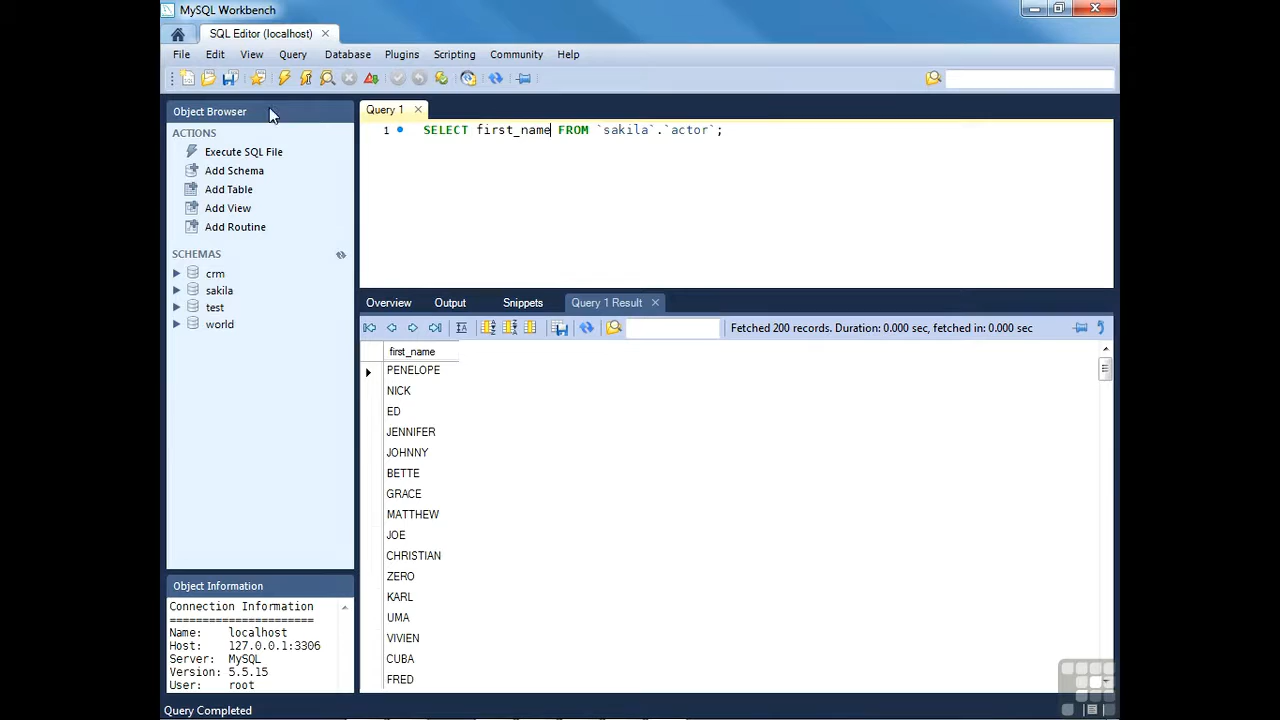 MySQL Workbench
SQL Editor (localhost)
File Edit View Query Database Plugins Scripting Community Help
Object Browser
ACTIONS
Execute SQL File
Add Schema
Add Table
Add View
Add Routine
SCHEMAS
crm
sakila
test
world
Object Information
Connection Information
======================
Name: localhost
Host: 127.0.0.1:3306
Server: MySQL
Version: 5.5.15
User: root
Query 1
1 SELECT first_name FROM `sakila`.`actor`;
Overview Output Snippets Query 1 Result
Fetched 200 records. Duration: 0.000 sec, fetched in: 0.000 sec
first_name
PENELOPE
NICK
ED
JENNIFER
JOHNNY
BETTE
GRACE
MATTHEW
JOE
CHRISTIAN
ZERO
KARL
UMA
VIVIEN
CUBA
FRED
Query Completed